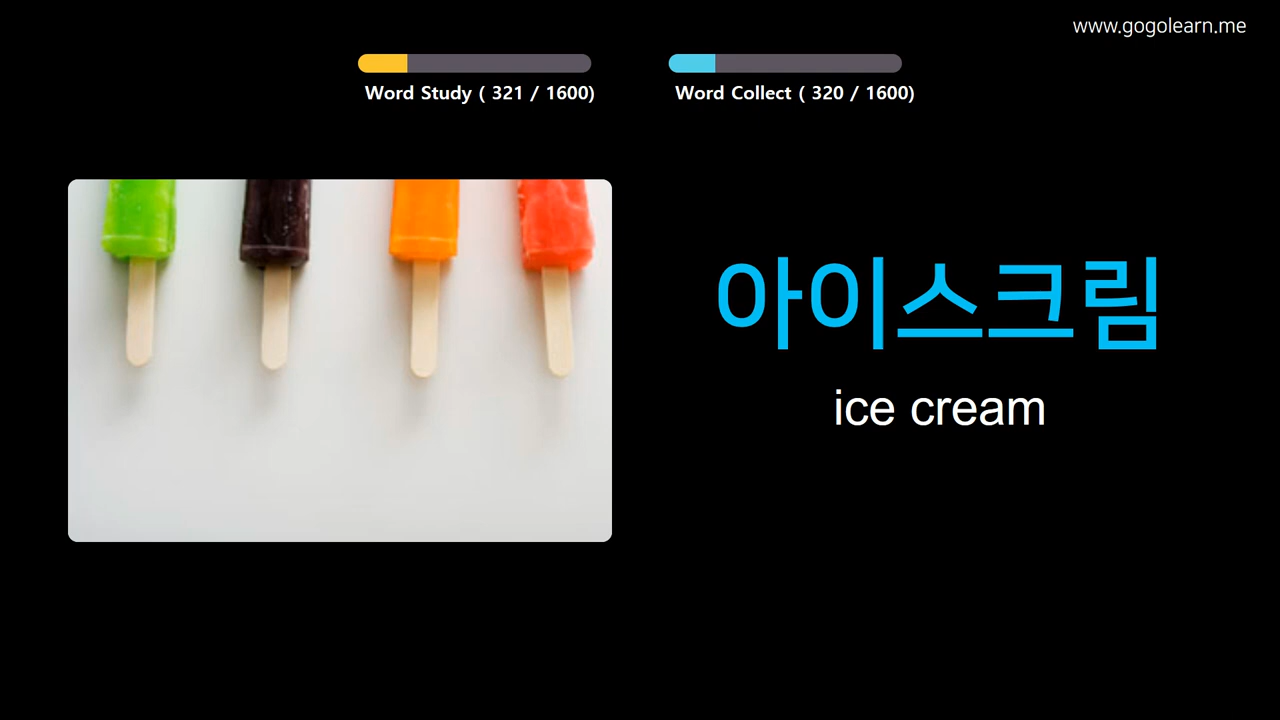 www.gogolearn.me
Word Study ( 321 / 1600)
Word Collect ( 320 / 1600)
아이스크림
ice cream